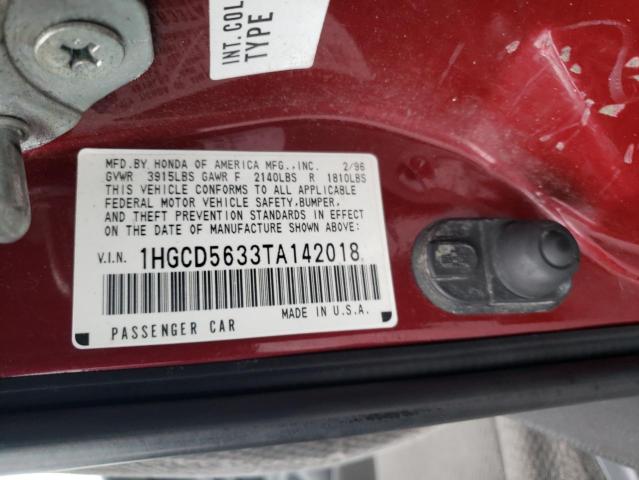 INT. COL
TYPE
MFD. BY HONDA OF AMERICA MFG.,INC. 2/96
GVWR 3915LBS GAWR F 2140LBS R 1810LBS
THIS VEHICLE CONFORMS TO ALL APPLICABLE
FEDERAL MOTOR VEHICLE SAFETY,BUMPER,
AND THEFT PREVENTION STANDARDS IN EFFECT
ON THE DATE OF MANUFACTURE SHOWN ABOVE:
V.I.N. 1HGCD5633TA142018
PASSENGER CAR MADE IN U.S.A.